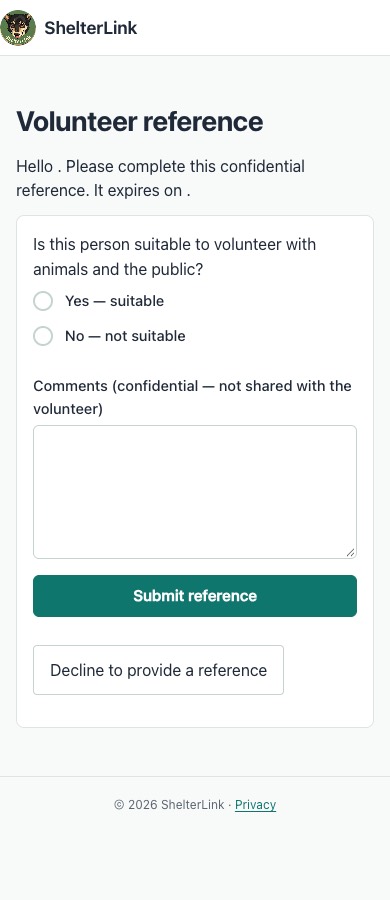 ShelterLink
Volunteer reference
Hello . Please complete this confidential
reference. It expires on .
Is this person suitable to volunteer with
animals and the public?
Yes — suitable
No — not suitable
Comments (confidential — not shared with the
volunteer)
Submit reference
Decline to provide a reference
© 2026 ShelterLink · Privacy